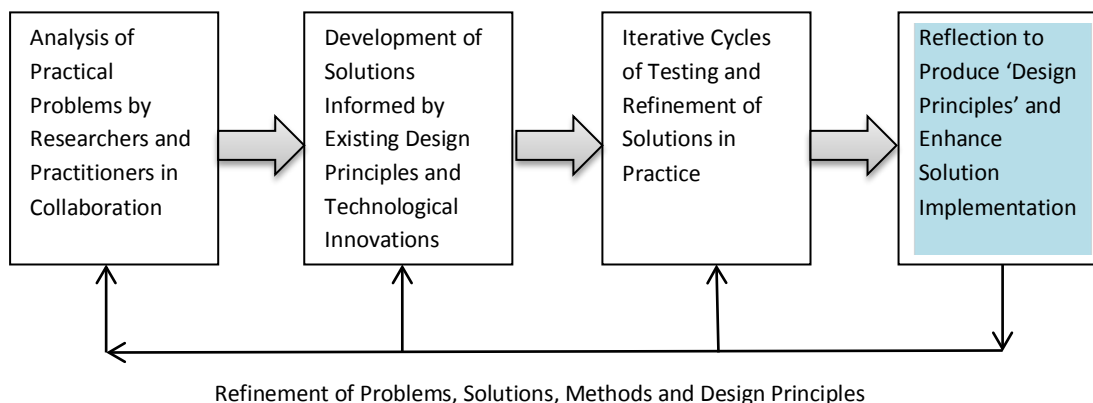 Analysis of
Practical
Problems by
Researchers and
Practitioners in
Collaboration
Development of
Solutions
Informed by
Existing Design
Principles and
Technological
Innovations
Iterative Cycles
of Testing and
Refinement of
Solutions in
Practice
Reflection to
Produce ‘Design
Principles’ and
Enhance
Solution
Implementation
Refinement of Problems, Solutions, Methods and Design Principles